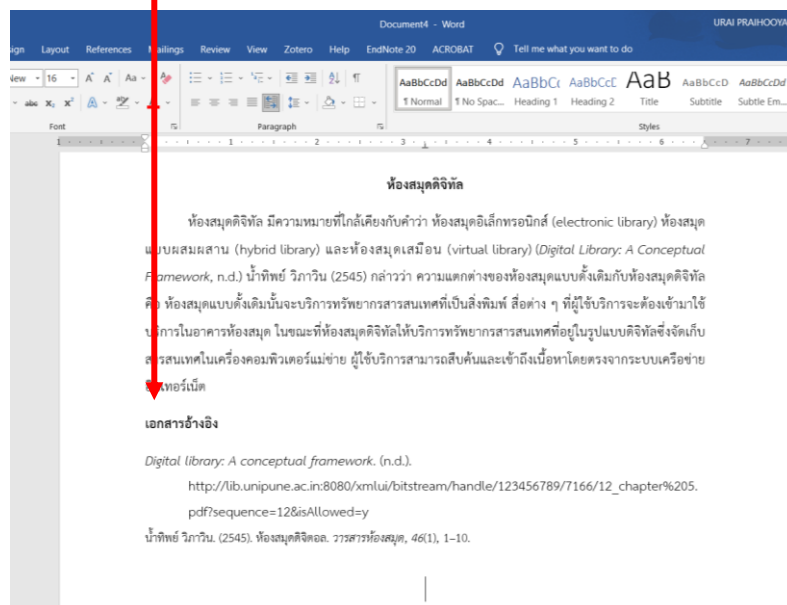 Document4 - Word
URAI PRAIHOOYA
Layout References Mailings Review View Zotero Help EndNote 20 ACROBAT Tell me what you want to do
16 A A Aa
abc X₂ X² A A
AaBbCcDd AaBbCcDd AaBbCc AaBbCcE AaB AaBbCcD AaBbCcDd
¶ Normal ¶ No Spac... Heading 1 Heading 2 Title Subtitle Subtle Em...
Font Paragraph Styles
1 1 2 3 4 5 6 7
ห้องสมุดดิจิทัล
ห้องสมุดดิจิทัล มีความหมายที่ใกล้เคียงกับคำว่า ห้องสมุดอิเล็กทรอนิกส์ (electronic library) ห้องสมุด
แบบผสมผสาน (hybrid library) และห้องสมุดเสมือน (virtual library) (Digital Library: A Conceptual
Framework, n.d.) น้ำทิพย์ วิภาวิน (2545) กล่าวว่า ความแตกต่างของห้องสมุดแบบดั้งเดิมกับห้องสมุดดิจิทัล
คือ ห้องสมุดแบบดั้งเดิมนั้นจะบริการทรัพยากรสารสนเทศที่เป็นสิ่งพิมพ์ สื่อต่าง ๆ ที่ผู้ใช้บริการจะต้องเข้ามาใช้
บริการในอาคารห้องสมุด ในขณะที่ห้องสมุดดิจิทัลให้บริการทรัพยากรสารสนเทศที่อยู่ในรูปแบบดิจิทัลซึ่งจัดเก็บ
สารสนเทศในเครื่องคอมพิวเตอร์แม่ข่าย ผู้ใช้บริการสามารถสืบค้นและเข้าถึงเนื้อหาโดยตรงจากระบบเครือข่าย
อินเทอร์เน็ต
เอกสารอ้างอิง
Digital library: A conceptual framework. (n.d.).
http://lib.unipune.ac.in:8080/xmlui/bitstream/handle/123456789/7166/12_chapter%205.
pdf?sequence=12&isAllowed=y
น้ำทิพย์ วิภาวิน. (2545). ห้องสมุดดิจิตอล. วารสารห้องสมุด, 46(1), 1–10.